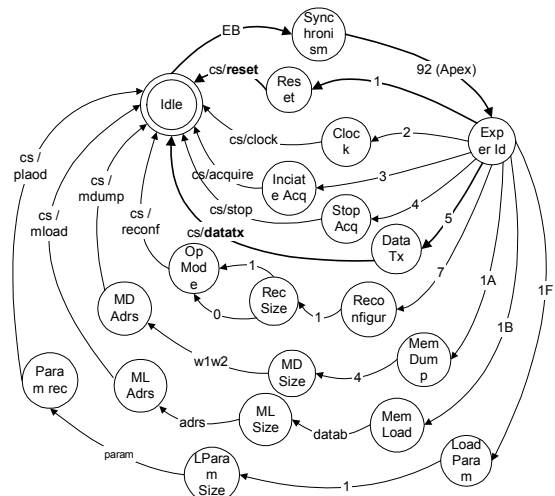 EB
Syn
chroni
sm
92 (Apex)
cs/reset
Res
et
1
Idle
Exp
er Id
cs/clock
Cloc
k
2
cs/acquire
Inciat
e Acq
3
cs/stop
Stop
Acq
4
cs/datatx
Data
Tx
5
cs /
plaod
cs /
mload
cs /
mdump
cs /
reconf
Op
Mod
e
1
0
Rec
Size
1
Reco
nfigur
7
1A
1B
1F
MD
Adrs
w1w2
MD
Size
4
Mem
Dum
p
Para
m rec
ML
Adrs
adrs
ML
Size
datab
Mem
Load
param
LPara
m
Size
1
Load
Para
m